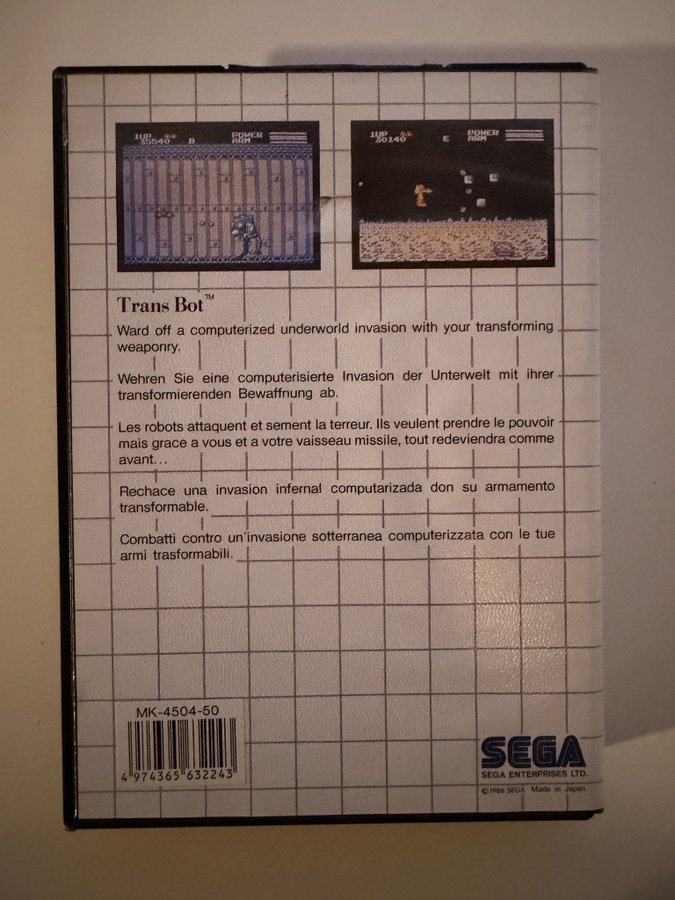 1UP
35540 B POWER
ARM
1UP
30140 E POWER
ARM
Trans Bot™
Ward off a computerized underworld invasion with your transforming
weaponry.
Wehren Sie eine computerisierte Invasion der Unterwelt mit ihrer
transformierenden Bewaffnung ab.
Les robots attaquent et sement la terreur. Ils veulent prendre le pouvoir
mais grace a vous et a votre vaisseau missile, tout redeviendra comme
avant...
Rechace una invasion infernal computarizada don su armamento
transformable.
Combatti contro un'invasione sotterranea computerizzata con le tue
armi trasformabili.
MK-4504-50
4 974365 632243
SEGA
SEGA ENTERPRISES LTD.
©1986 SEGA Made in Japan